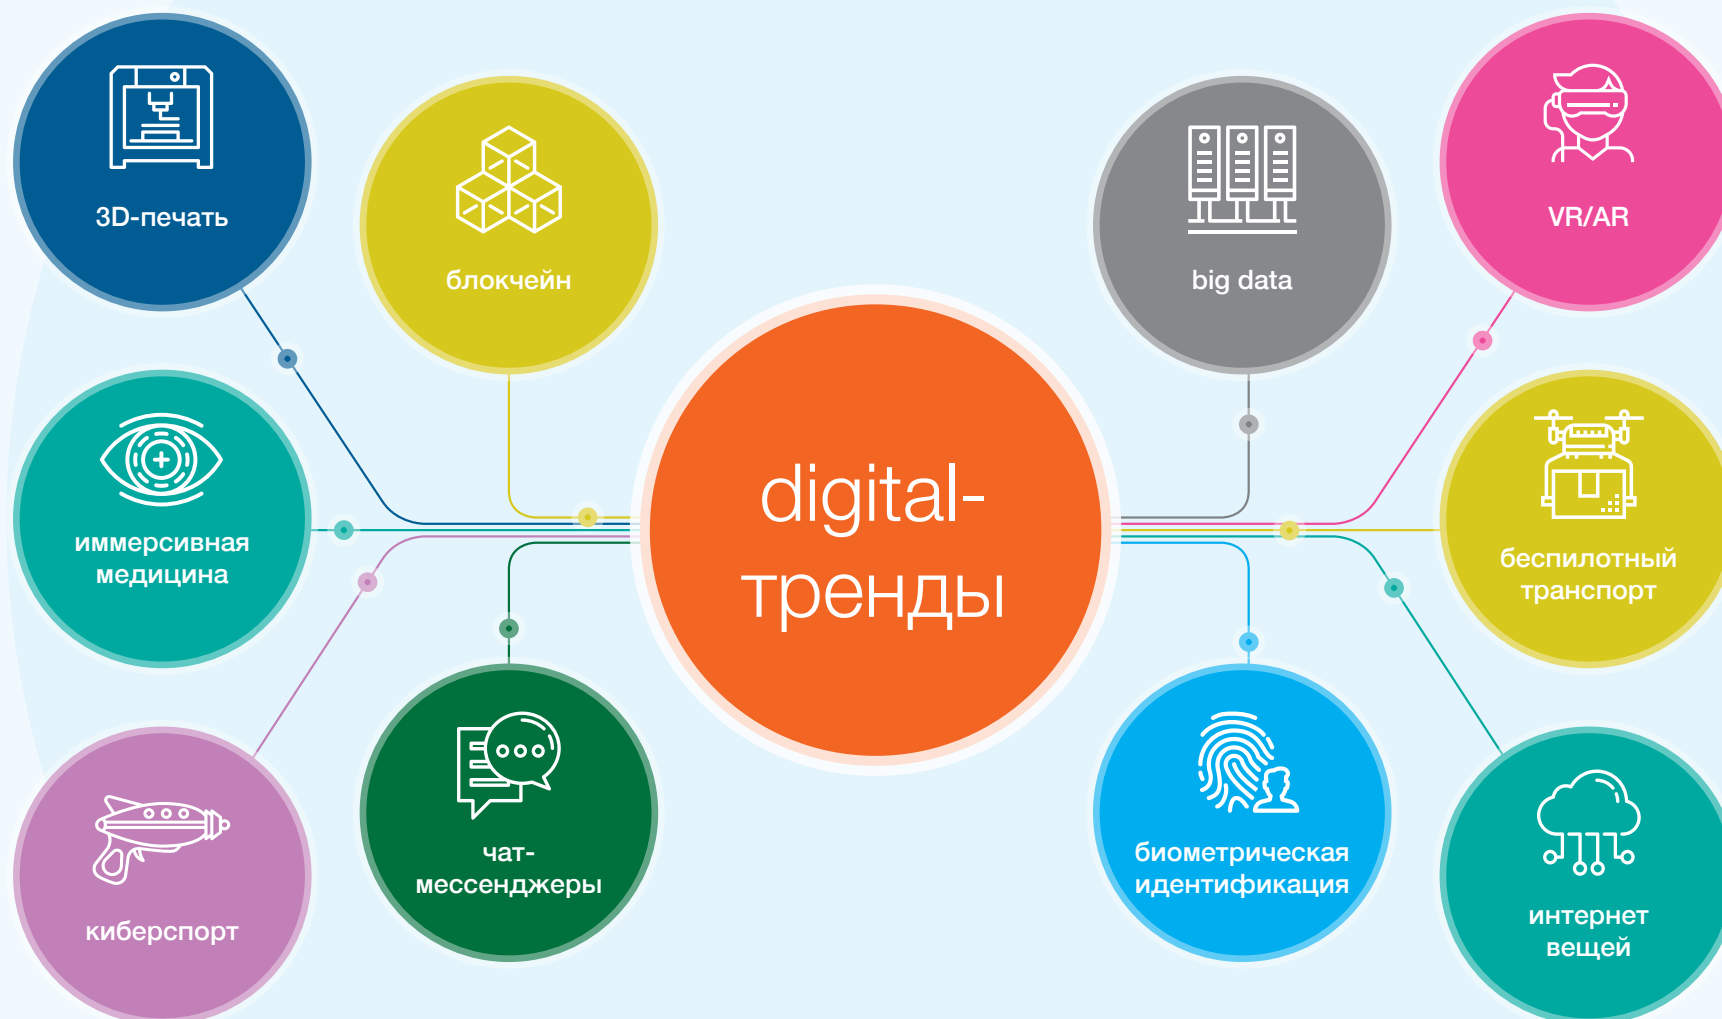 3D-печать
блокчейн
big data
VR/AR
digital-
тренды
иммерсивная
медицина
беспилотный
транспорт
киберспорт
чат-
мессенджеры
биометрическая
идентификация
интернет
вещей